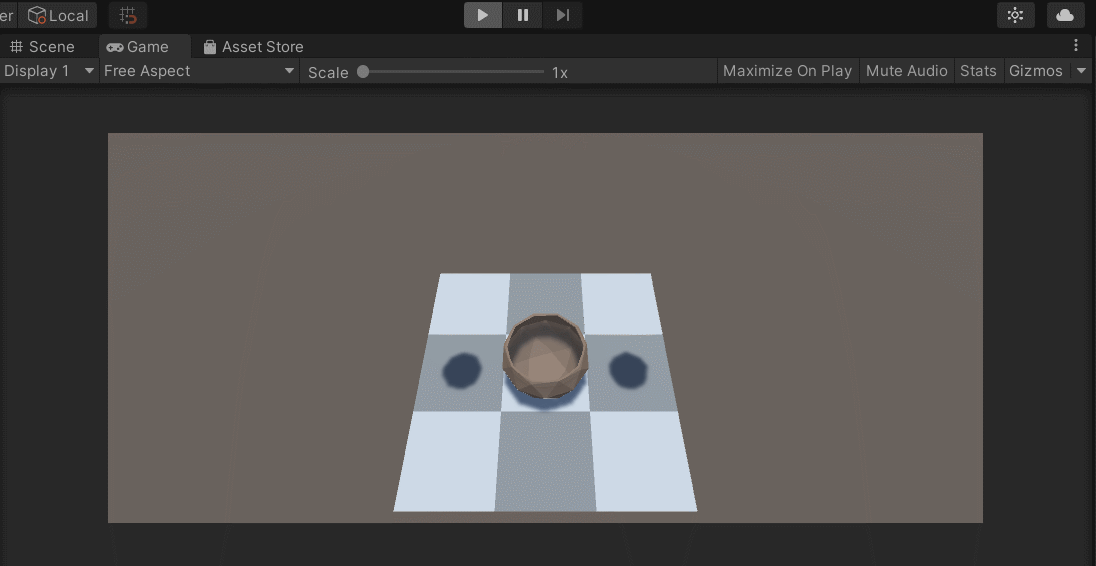 er Local
Scene Game Asset Store
Display 1 Free Aspect Scale 1x Maximize On Play Mute Audio Stats Gizmos